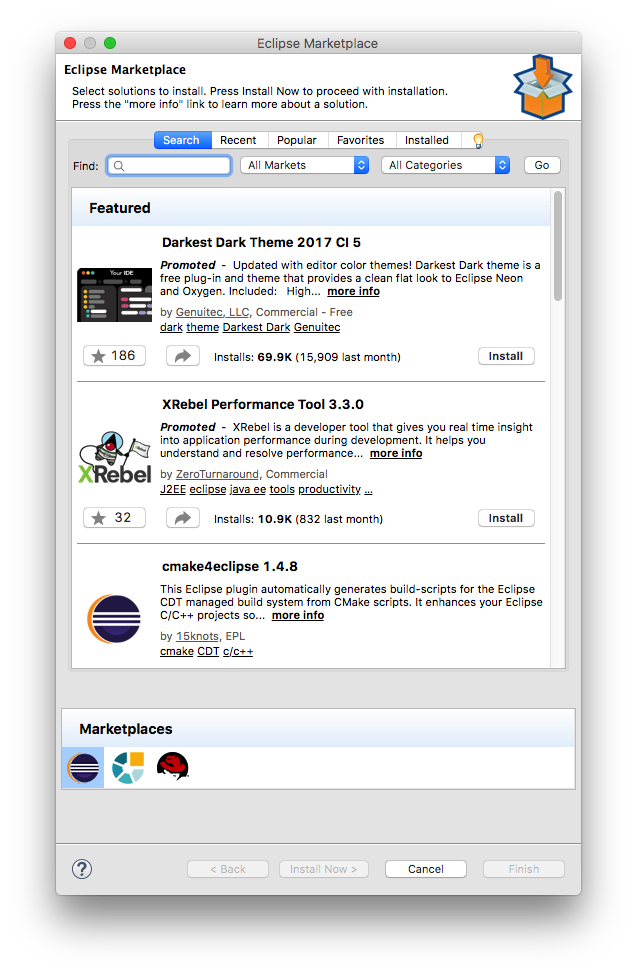 Eclipse Marketplace
Eclipse Marketplace
Select solutions to install. Press Install Now to proceed with installation.
Press the "more info" link to learn more about a solution.
Search Recent Popular Favorites Installed
Find: All Markets All Categories Go
Featured
Darkest Dark Theme 2017 CI 5
Promoted - Updated with editor color themes! Darkest Dark theme is a
free plug-in and theme that provides a clean flat look to Eclipse Neon
and Oxygen. Included: High... more info
Your IDE
by Genuitec, LLC, Commercial - Free
dark theme Darkest Dark Genuitec
186 Installs: 69.9K (15,909 last month) Install
XRebel Performance Tool 3.3.0
Promoted - XRebel is a developer tool that gives you real time insight
into application performance during development. It helps you
understand and resolve performance... more info
XRebel
by ZeroTurnaround, Commercial
J2EE eclipse java ee tools productivity ...
32 Installs: 10.9K (832 last month) Install
cmake4eclipse 1.4.8
This Eclipse plugin automatically generates build-scripts for the Eclipse
CDT managed build system from CMake scripts. It enhances your Eclipse
C/C++ projects so... more info
by 15knots, EPL
cmake CDT c/c++
Marketplaces
? < Back Install Now > Cancel Finish